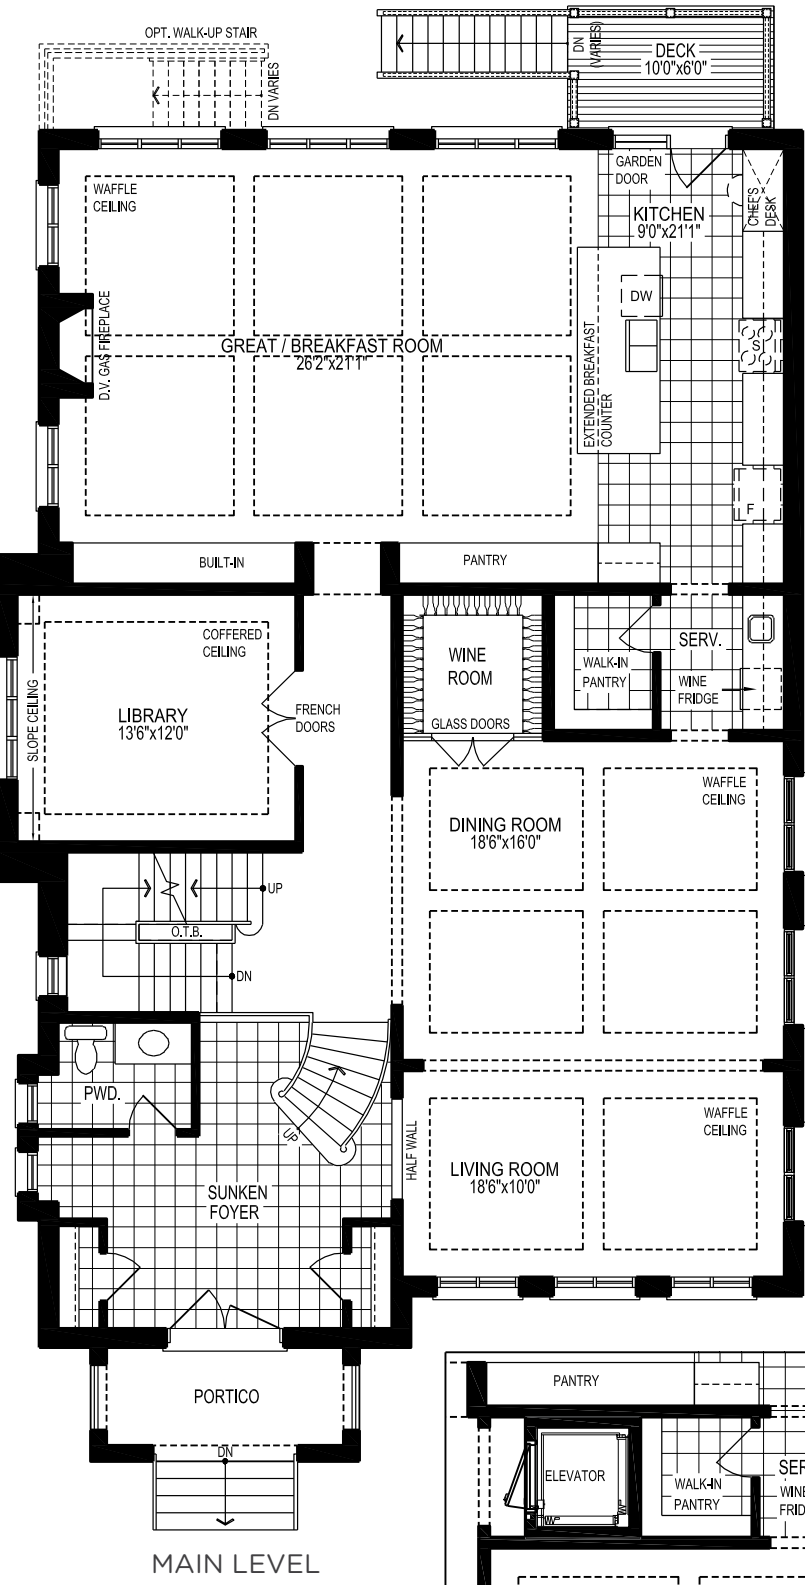 OPT. WALK-UP STAIR
DN VARIES
DN
(VARIES)
DECK
10'0"x6'0"
WAFFLE
CEILING
GARDEN
DOOR
KITCHEN
9'0"x21'1"
CHEF'S
DESK
DW
D.V. GAS FIREPLACE
GREAT / BREAKFAST ROOM
26'2"x21'1"
EXTENDED BREAKFAST
COUNTER
S
F
BUILT-IN
PANTRY
COFFERED
CEILING
SLOPE CEILING
LIBRARY
13'6"x12'0"
FRENCH
DOORS
WINE
ROOM
GLASS DOORS
WALK-IN
PANTRY
SERV.
WINE
FRIDGE
DINING ROOM
18'6"x16'0"
WAFFLE
CEILING
UP
O.T.B.
DN
PWD.
UP
HALF WALL
SUNKEN
FOYER
LIVING ROOM
18'6"x10'0"
WAFFLE
CEILING
PORTICO
DN
MAIN LEVEL
PANTRY
ELEVATOR
WALK-IN
PANTRY
SER
WINE
FRID